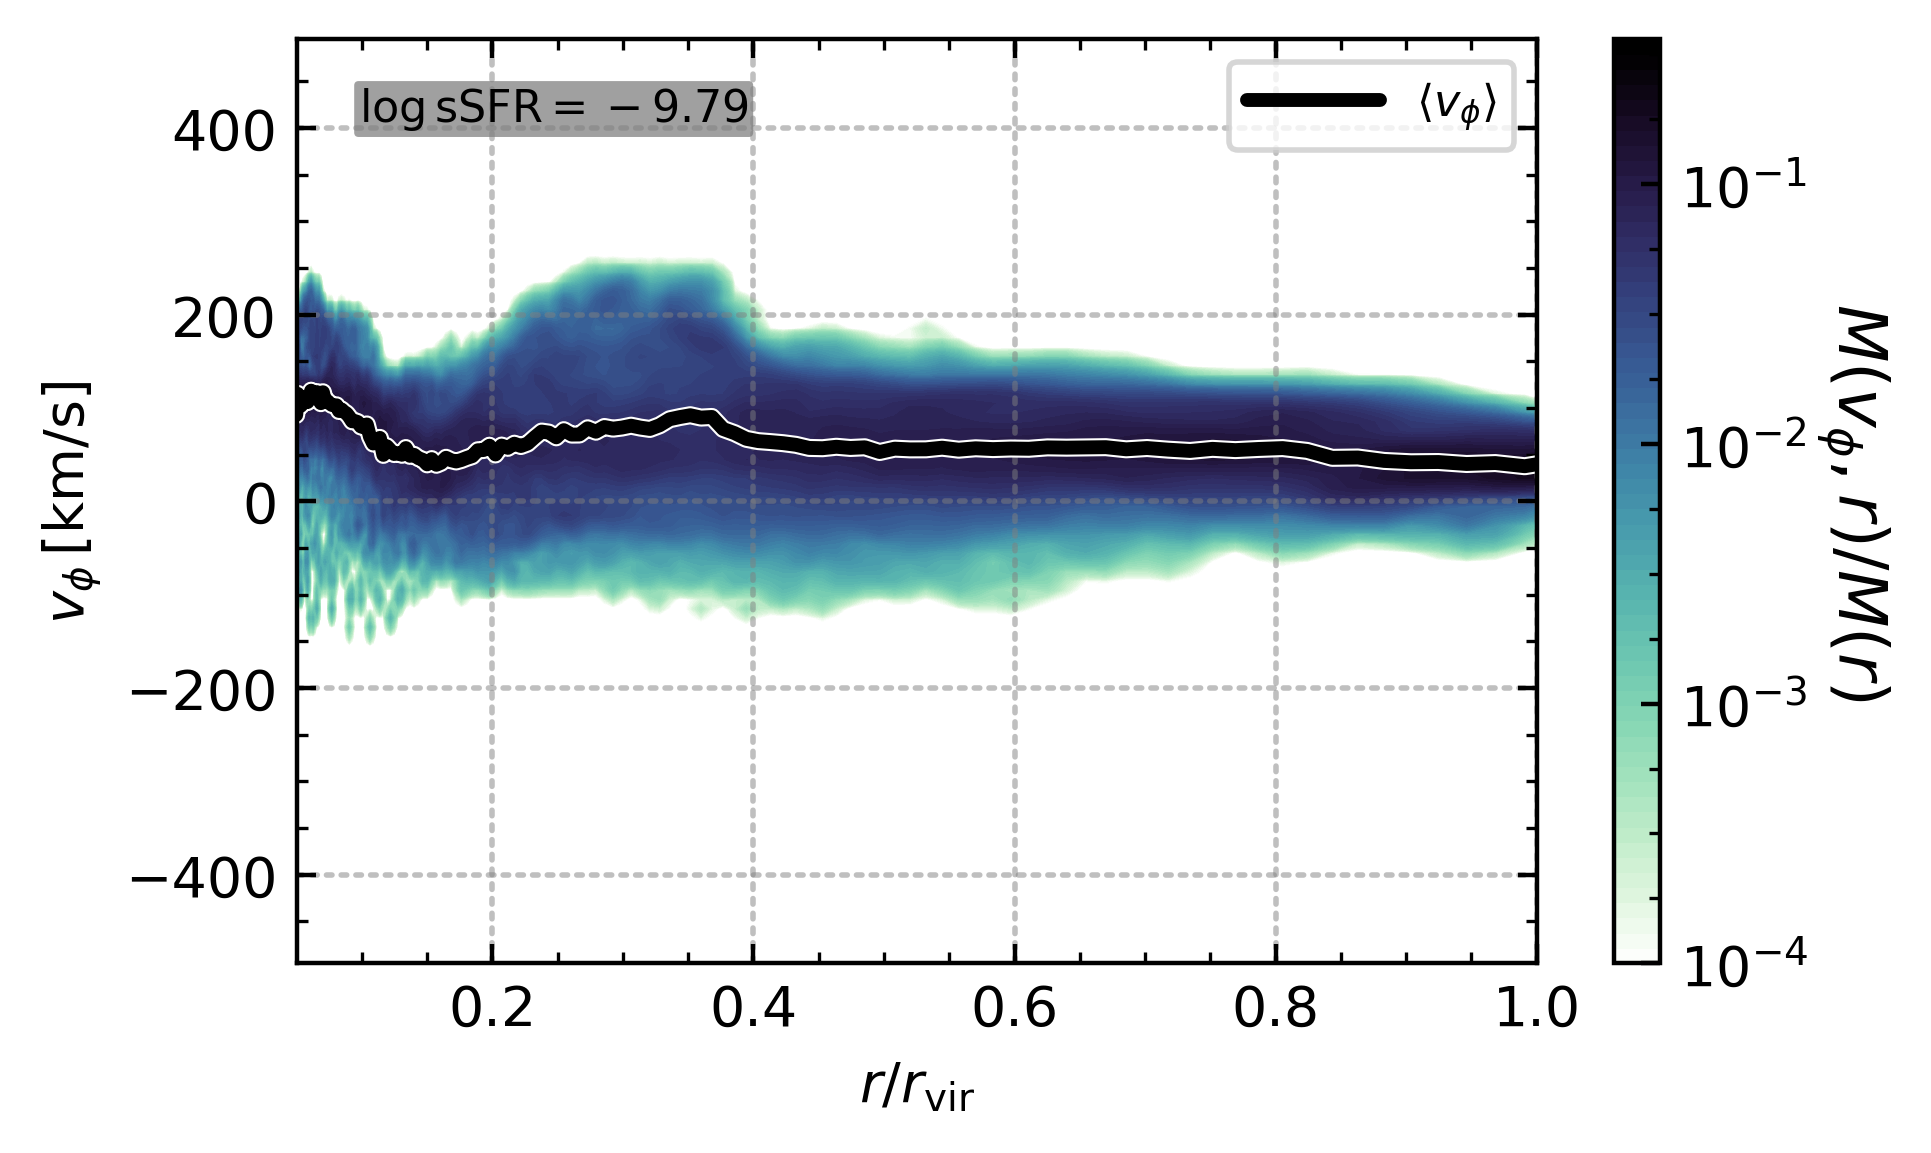 log sSFR = −9.79
⟨v_ϕ⟩
400
200
0
−200
−400
v_ϕ [km/s]
0.2 0.4 0.6 0.8 1.0
r/r_vir
10⁻¹
10⁻²
10⁻³
10⁻⁴
M(v_ϕ, r)/M(r)